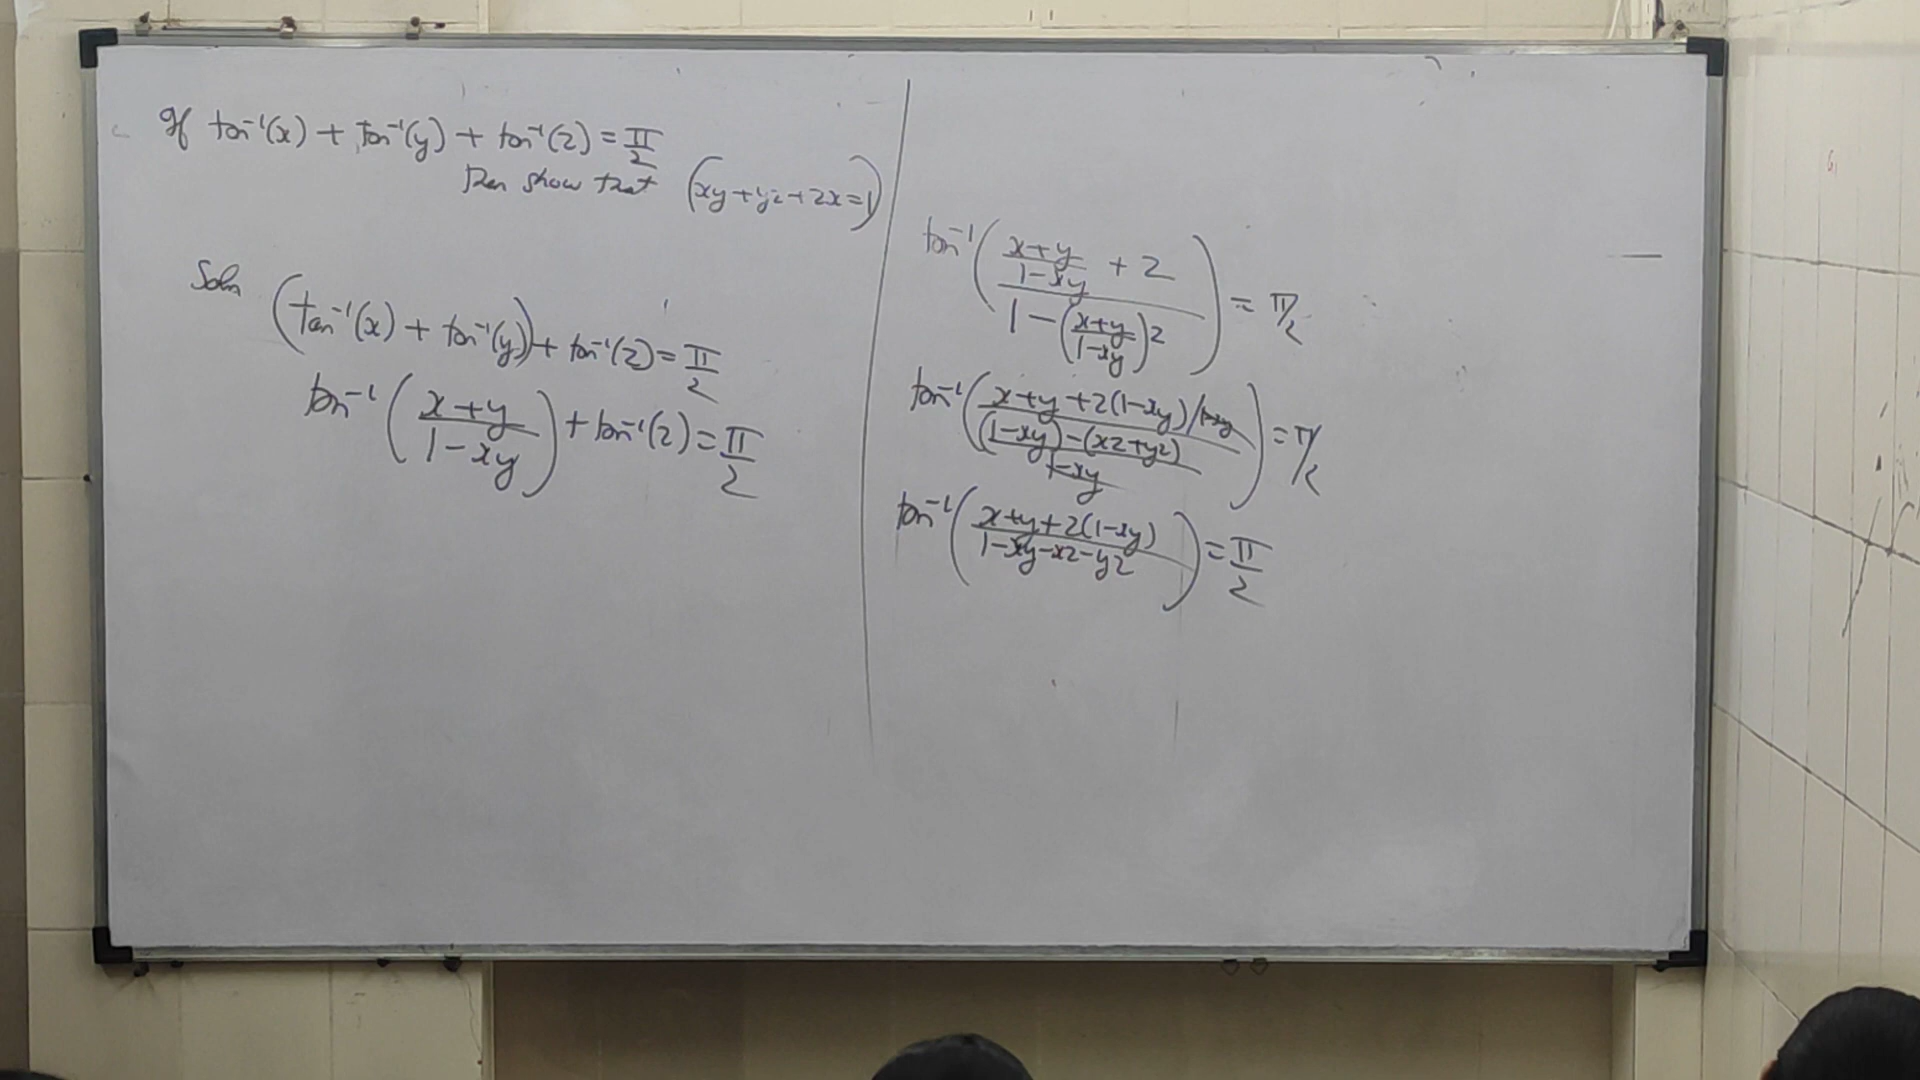 If tan⁻¹(x) + tan⁻¹(y) + tan⁻¹(z) = π/2
then show that (xy+yz+zx=1)
Soln (tan⁻¹(x) + tan⁻¹(y)) + tan⁻¹(z) = π/2
tan⁻¹((x+y)/(1-xy)) + tan⁻¹(z) = π/2
tan⁻¹(((x+y)/(1-xy) + z)/(1-((x+y)/(1-xy))z)) = π/2
tan⁻¹((x+y+z(1-xy)/1-xy)/(((1-xy)-(xz+yz))/1-xy)) = π/2
tan⁻¹((x+y+z(1-xy))/(1-xy-xz-yz)) = π/2